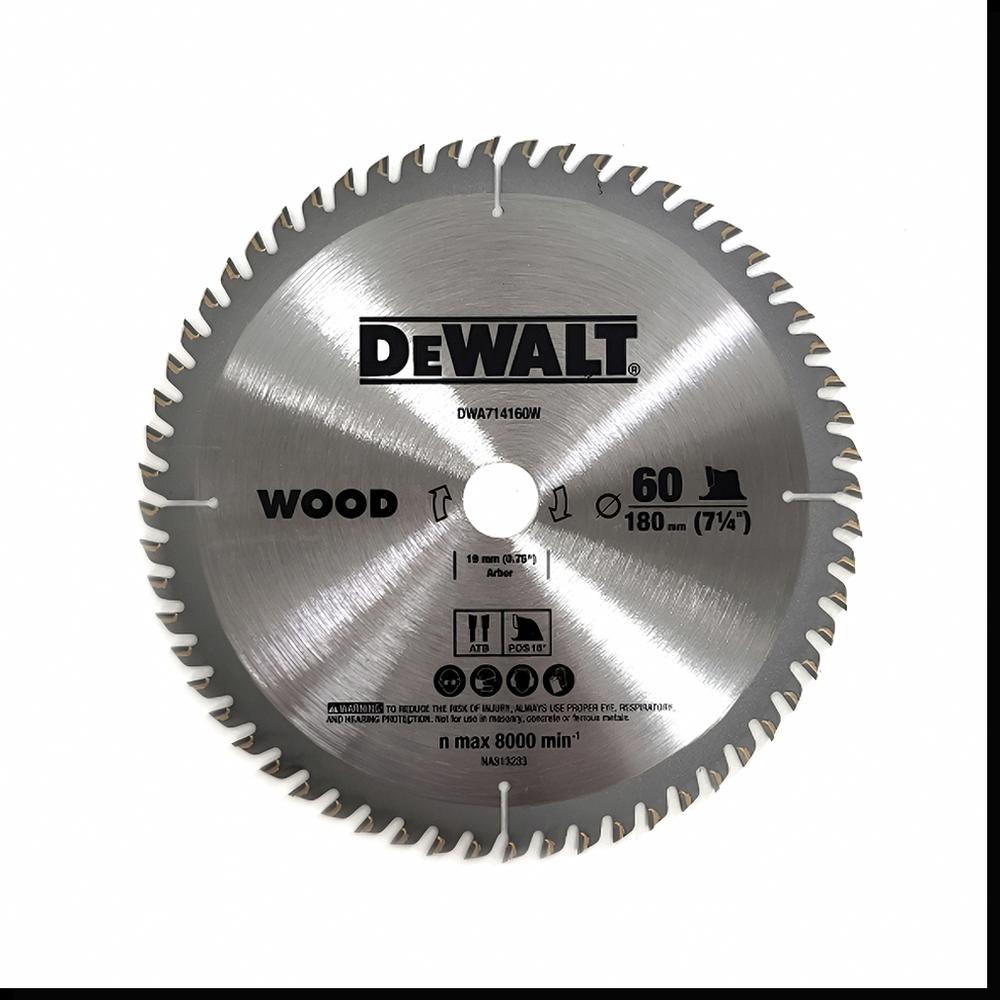 DEWALT®
DWA714160W
WOOD
60
Ø 180 mm (7¼")
19 mm (0.75")
Arbor
ATB
POS 16°
⚠ WARNING TO REDUCE THE RISK OF INJURY, ALWAYS USE PROPER EYE, RESPIRATORY,
AND HEARING PROTECTION. Not for use in masonry, concrete or ferrous metals.
n max 8000 min⁻¹
NA913233